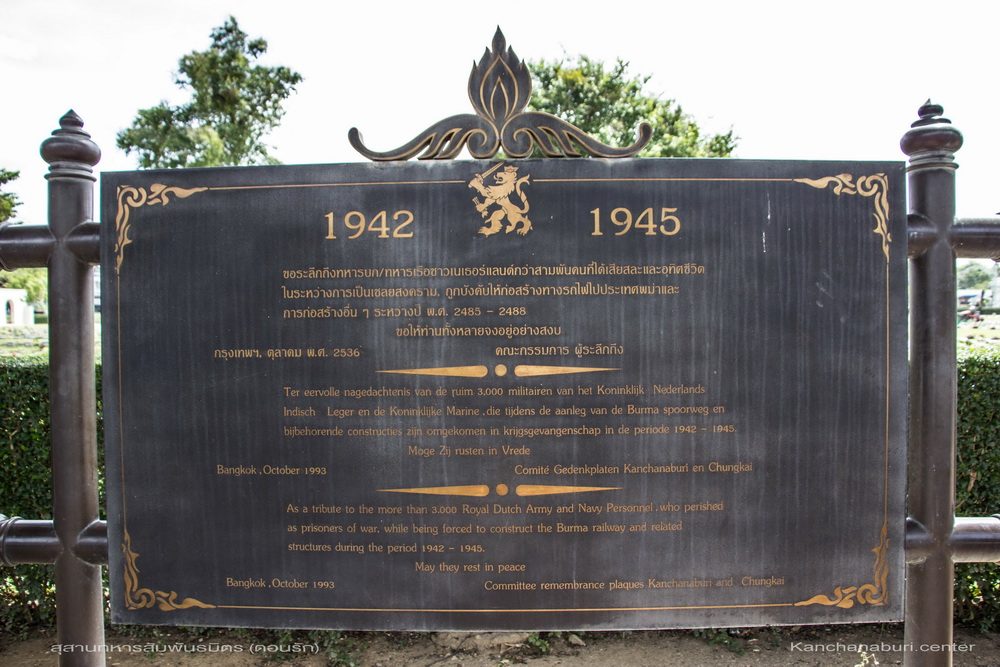 1942 1945
ขอระลึกถึงทหารบก/ทหารเรือชาวเนเธอร์แลนด์กว่าสามพันคนที่ได้เสียสละและอุทิศชีวิต
ในระหว่างการเป็นเชลยสงคราม, ถูกบังคับให้ก่อสร้างทางรถไฟไปประเทศพม่าและ
การก่อสร้างอื่น ๆ ระหว่างปี พ.ศ. 2485 - 2488
ขอให้ท่านทั้งหลายจงอยู่อย่างสงบ
กรุงเทพฯ, ตุลาคม พ.ศ. 2536 คณะกรรมการ ผู้ระลึกถึง
Ter eervolle nagedachtenis van de ruim 3,000 militairen van het Koninklijk Nederlands
Indisch Leger en de Koninklijke Marine, die tijdens de aanleg van de Burma spoorweg en
bijbehorende constructies zijn omgekomen in krijgsgevangenschap in de periode 1942 - 1945.
Moge Zij rusten in Vrede
Bangkok, October 1993 Comité Gedenkplaten Kanchanaburi en Chungkai
As a tribute to the more than 3,000 Royal Dutch Army and Navy Personnel, who perished
as prisoners of war, while being forced to construct the Burma railway and related
structures during the period 1942 - 1945.
May they rest in peace
Bangkok, October 1993 Committee remembrance plaques Kanchanaburi and Chungkai
สุสานทหารสัมพันธมิตร (ดอนรัก) Kanchanaburi.center